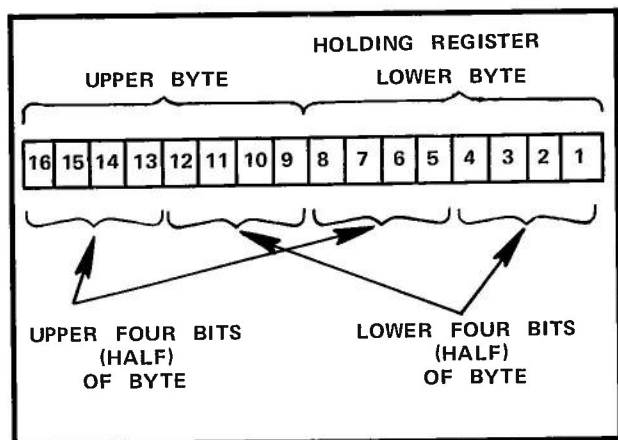 HOLDING REGISTER
UPPER BYTE LOWER BYTE
16 15 14 13 12 11 10 9 8 7 6 5 4 3 2 1
UPPER FOUR BITS
(HALF)
OF BYTE
LOWER FOUR BITS
(HALF)
OF BYTE